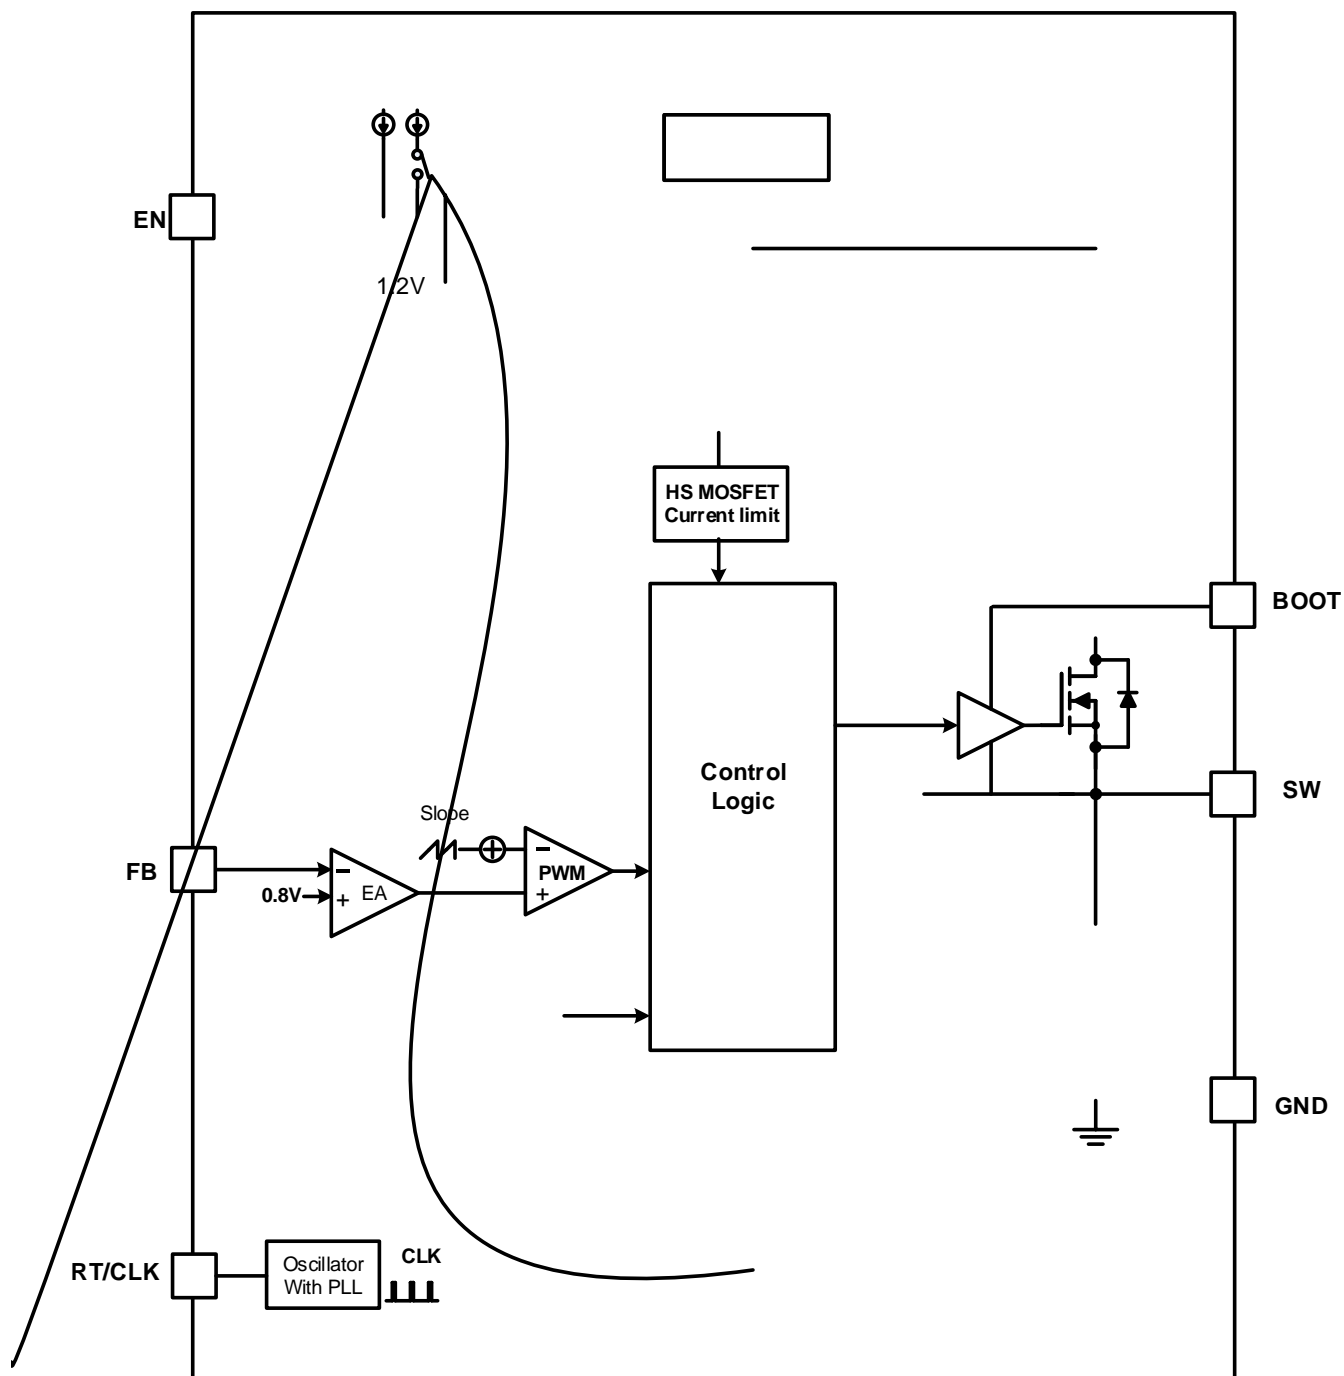 EN
1.2V
HS MOSFET
Current limit
BOOT
Control
Logic
SW
Slope
FB
0.8V
− + EA
− + PWM
GND
RT/CLK
Oscillator
With PLL
CLK